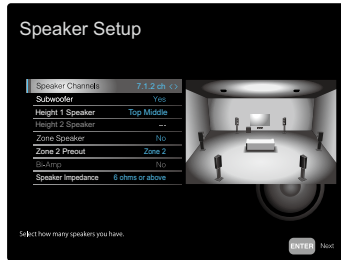 Speaker Setup
Speaker Channels 7.1.2 ch <>
Subwoofer Yes
Height 1 Speaker Top Middle
Height 2 Speaker ---
Zone Speaker No
Zone 2 Preout Zone 2
Bi-Amp No
Speaker Impedance 6 ohms or above
Select how many speakers you have.
ENTER Next